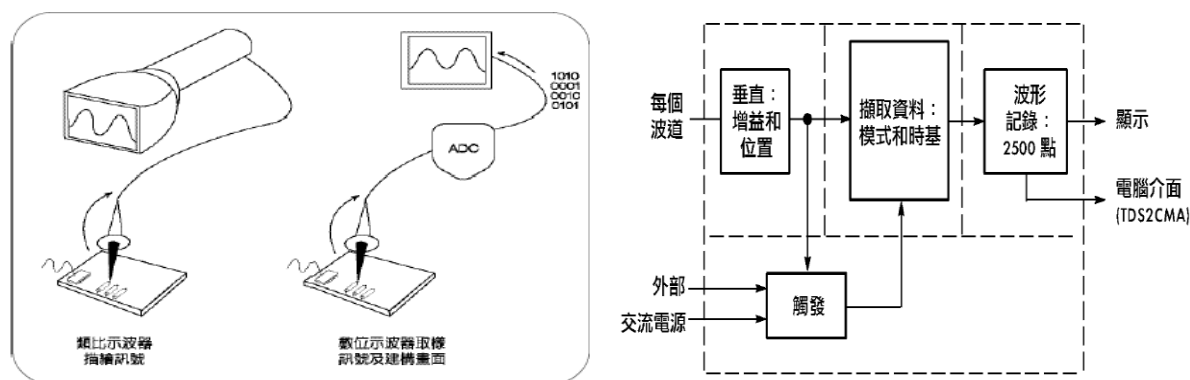 1010
0001
0010
0101
ADC
類比示波器
描繪訊號
數位示波器取樣
訊號及建構畫面
每個
波道
垂直：
增益和
位置
擷取資料：
模式和時基
波形
記錄：
2500 點
顯示
電腦介面
(TDS2CMA)
外部
交流電源
觸發